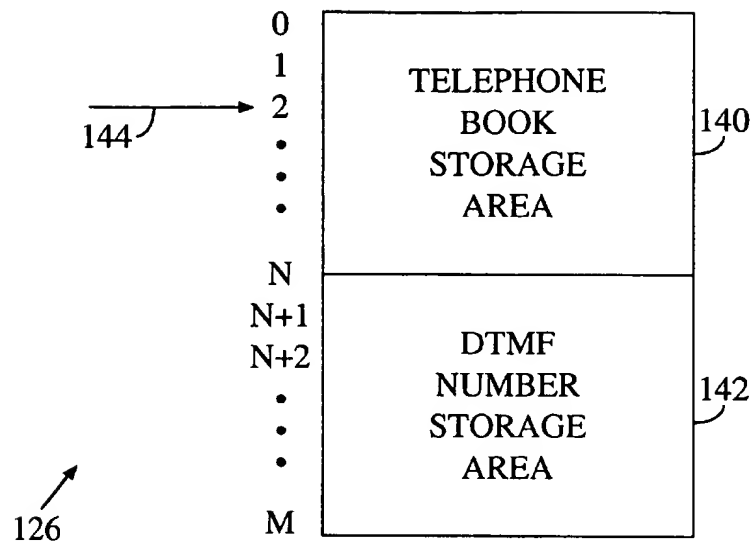 0
1
TELEPHONE
2
BOOK
140
144
STORAGE
AREA
N
N+1
N+2
DTMF
NUMBER
142
STORAGE
AREA
126
M